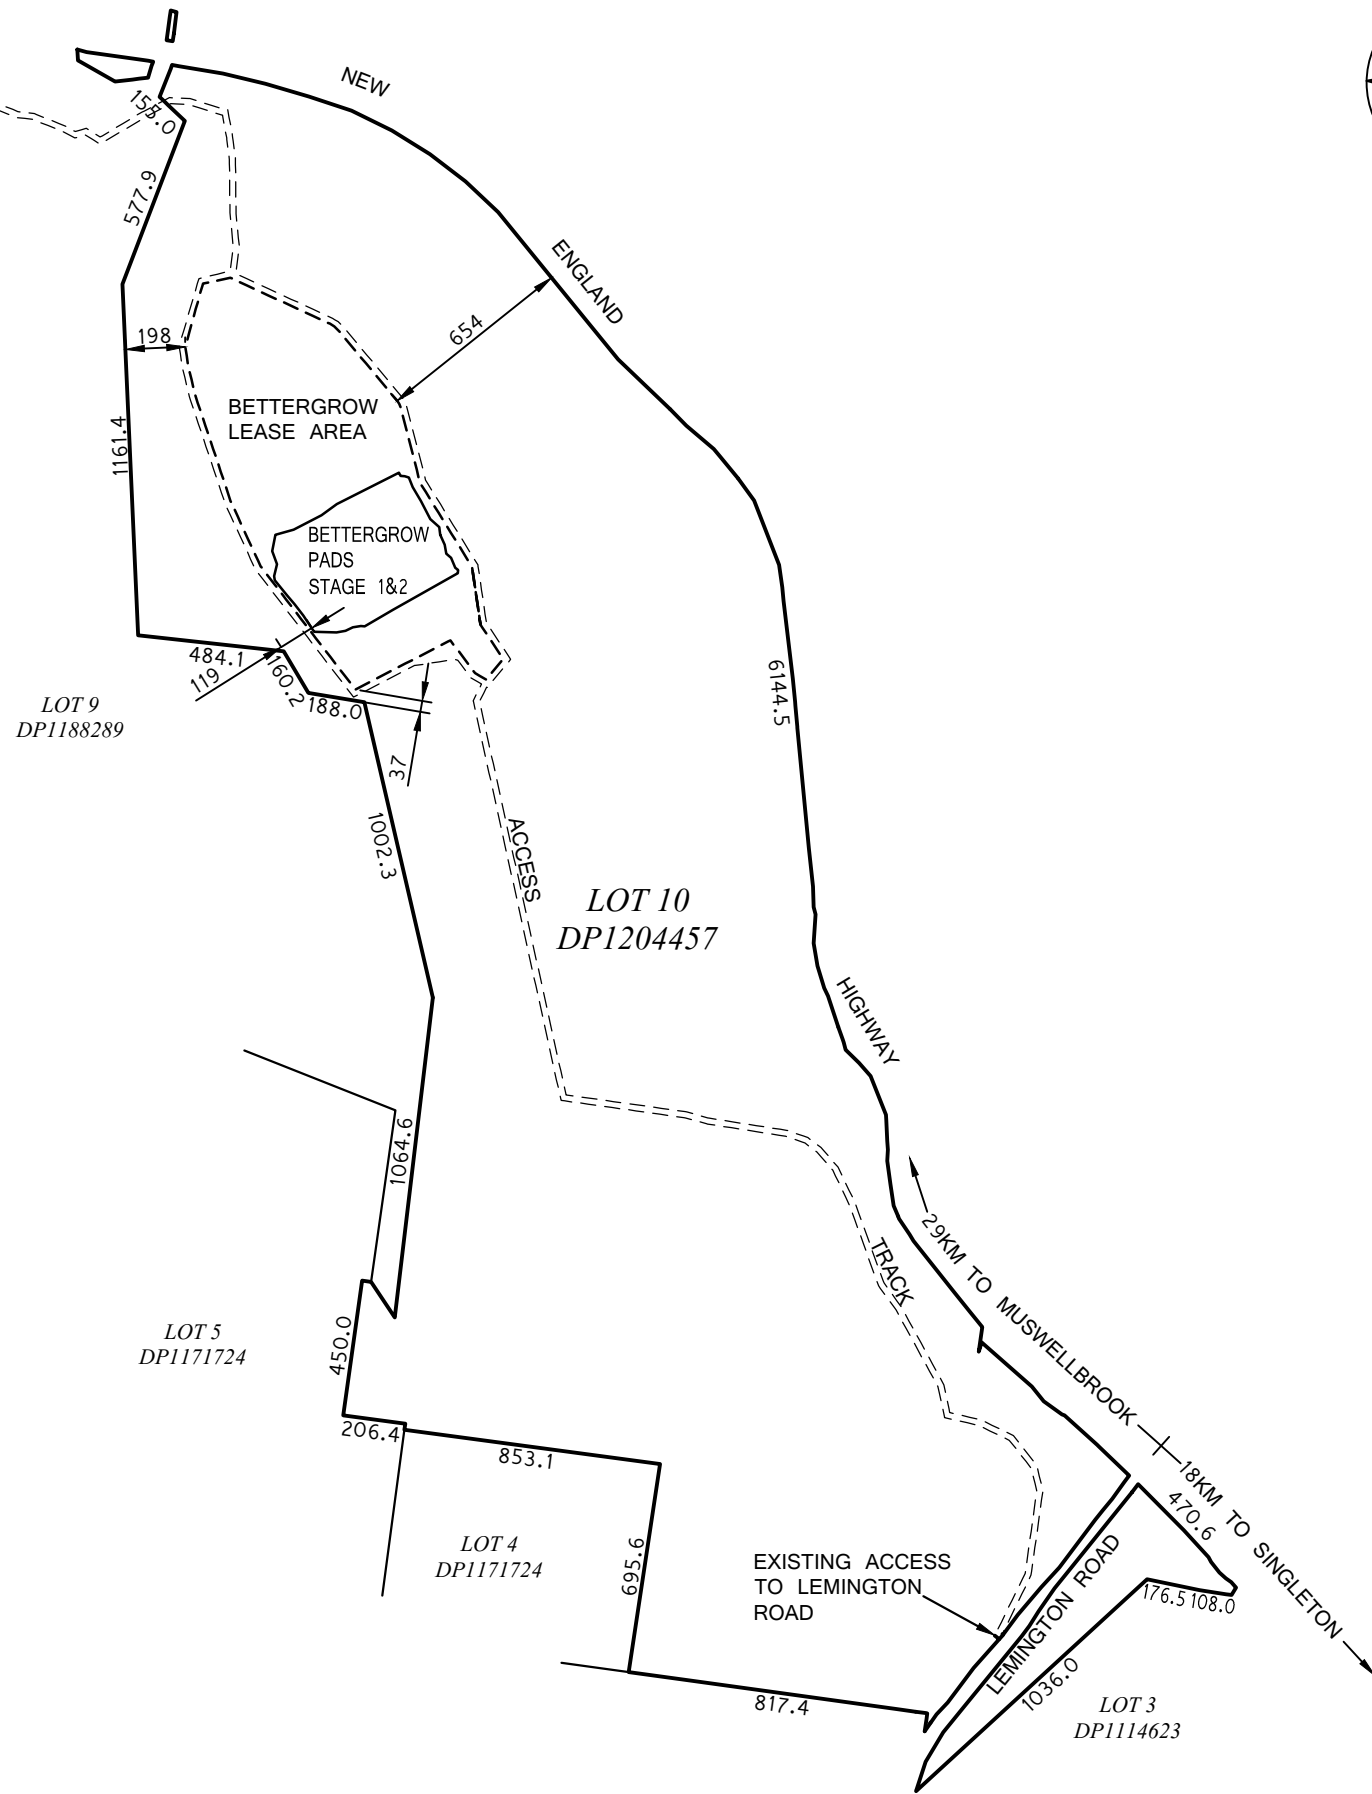 NEW
577.9
ENGLAND
198
654
BETTERGROW
LEASE AREA
1161.4
BETTERGROW
PADS
STAGE 1&2
484.1
119
160.2
188.0
37
6144.5
LOT 9
DP1188289
1002.3
ACCESS
LOT 10
DP1204457
HIGHWAY
1064.6
29KM TO MUSWELLBROOK
TRACK
LOT 5
DP1171724
450.0
206.4
853.1
18KM TO SINGLETON
470.6
LOT 4
DP1171724
695.6
EXISTING ACCESS
TO LEMINGTON
ROAD
LEMINGTON ROAD
176.5
108.0
1036.0
817.4
LOT 3
DP1114623